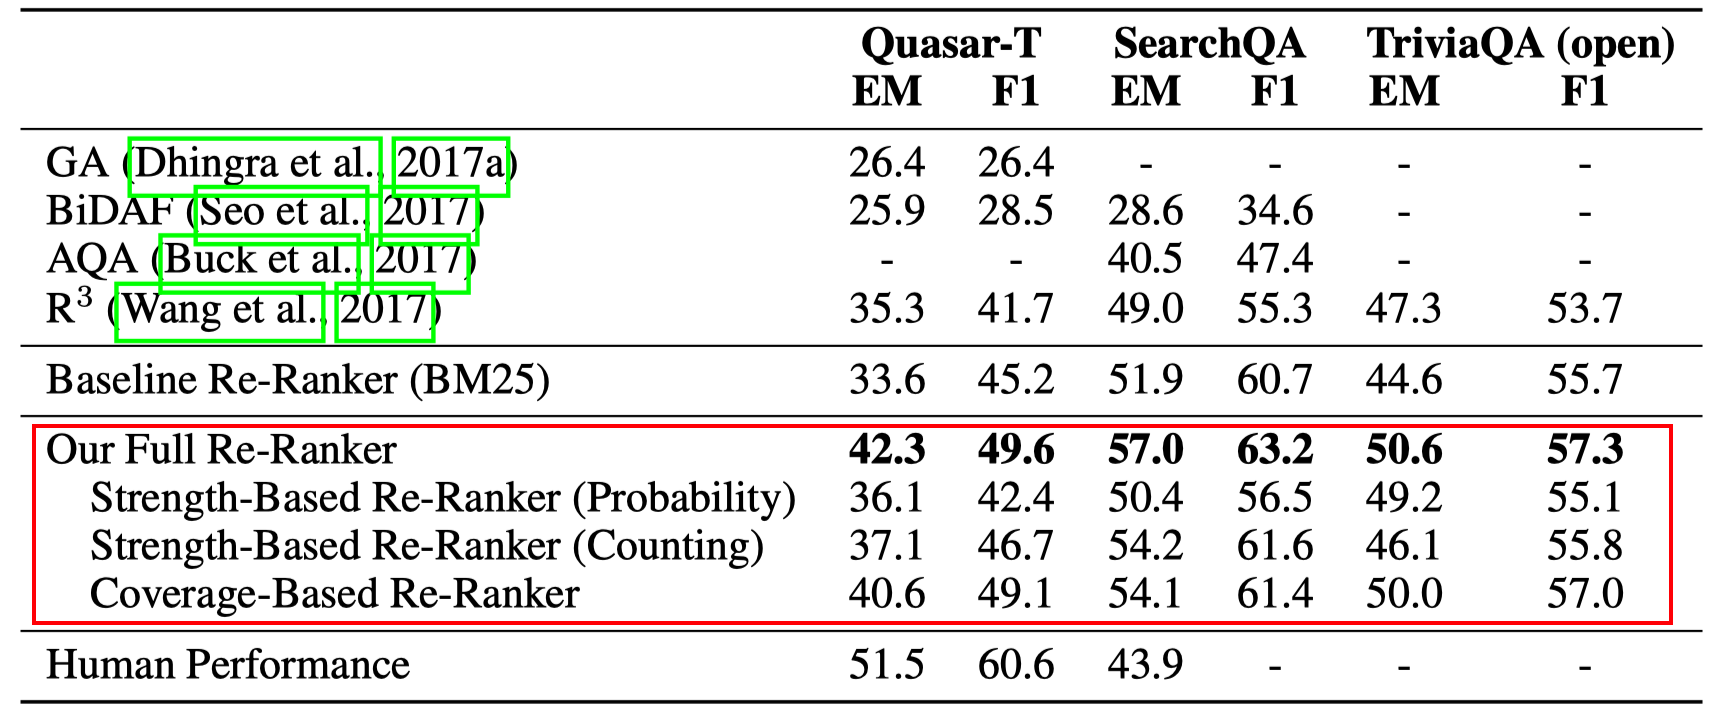 Quasar-T SearchQA TriviaQA (open)
EM F1 EM F1 EM F1
GA (Dhingra et al., 2017a) 26.4 26.4 - - - -
BiDAF (Seo et al., 2017) 25.9 28.5 28.6 34.6 - -
AQA (Buck et al., 2017) - - 40.5 47.4 - -
R³ (Wang et al., 2017) 35.3 41.7 49.0 55.3 47.3 53.7
Baseline Re-Ranker (BM25) 33.6 45.2 51.9 60.7 44.6 55.7
Our Full Re-Ranker 42.3 49.6 57.0 63.2 50.6 57.3
Strength-Based Re-Ranker (Probability) 36.1 42.4 50.4 56.5 49.2 55.1
Strength-Based Re-Ranker (Counting) 37.1 46.7 54.2 61.6 46.1 55.8
Coverage-Based Re-Ranker 40.6 49.1 54.1 61.4 50.0 57.0
Human Performance 51.5 60.6 43.9 - - -